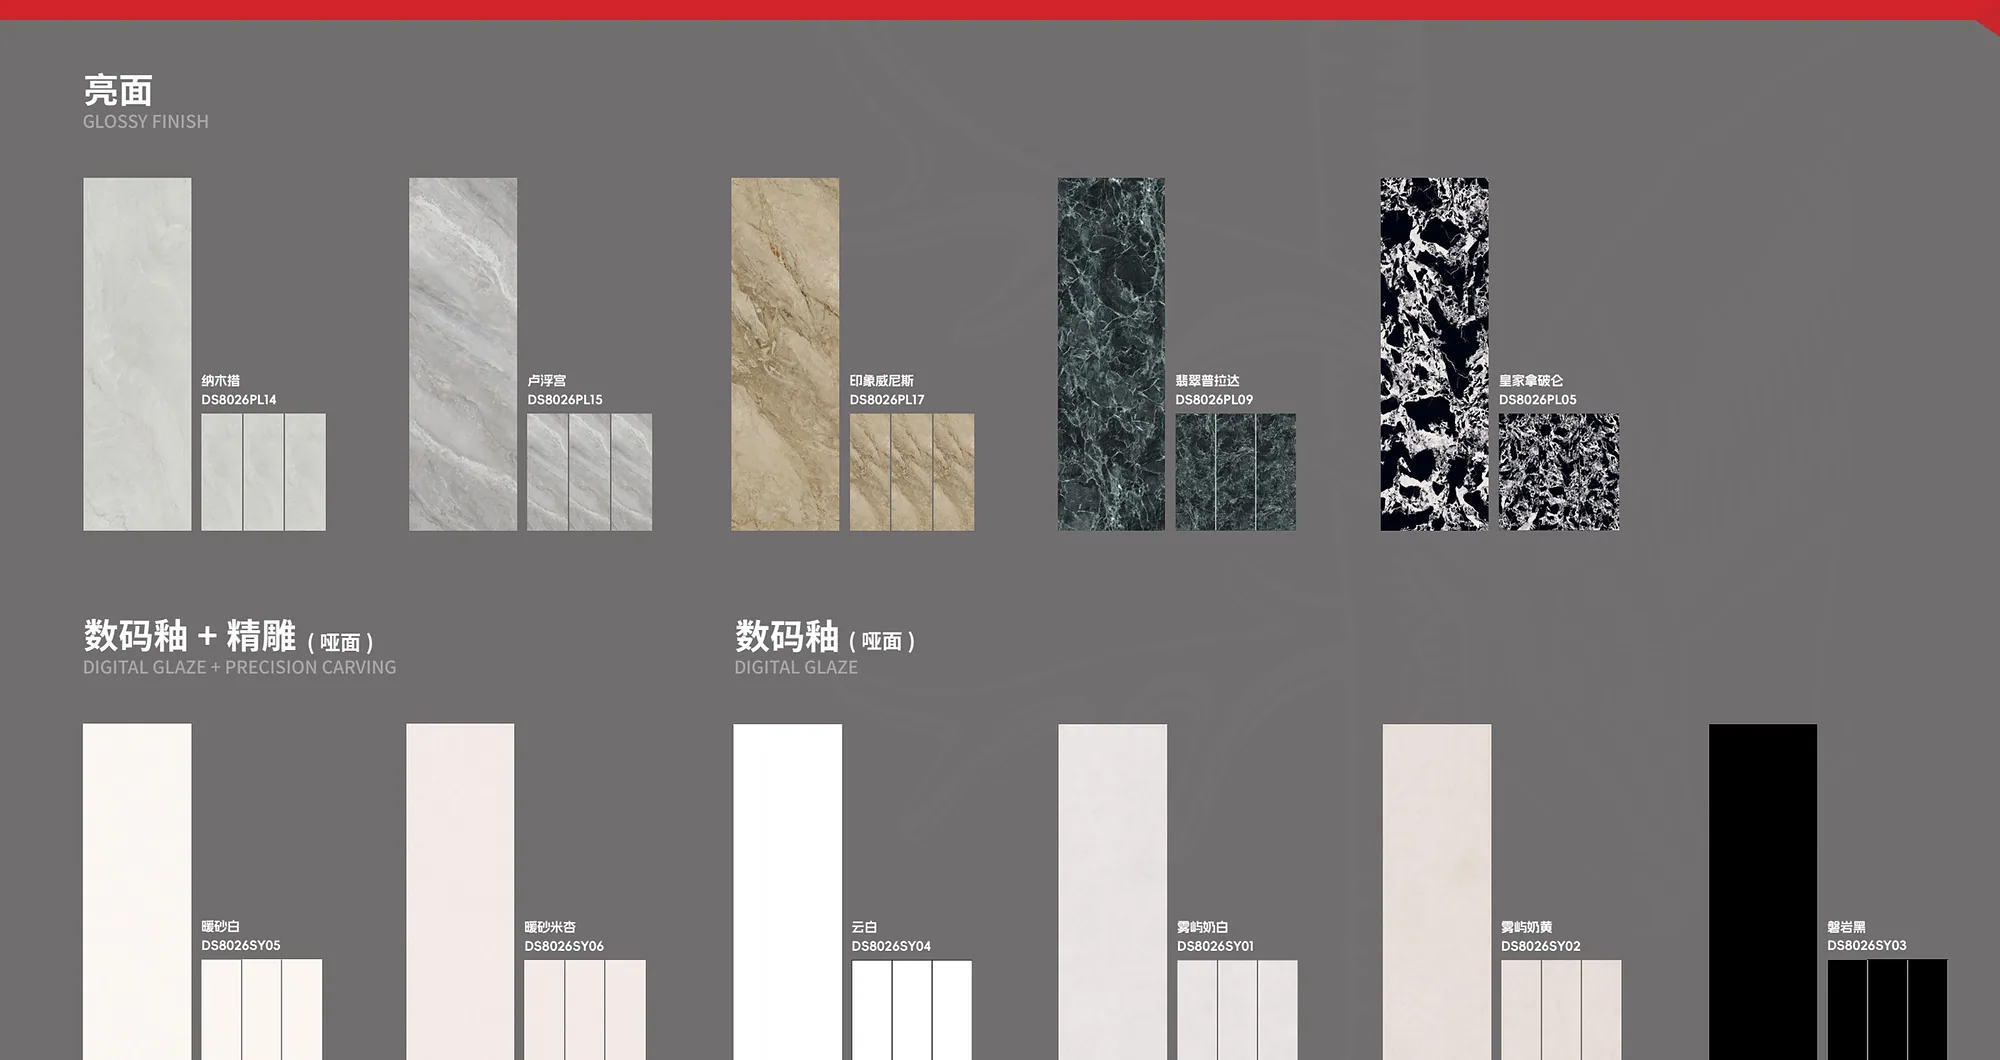 亮面
GLOSSY FINISH
纳木措
DS8026PL14
卢浮宫
DS8026PL15
印象威尼斯
DS8026PL17
翡翠普拉达
DS8026PL09
皇家拿破仑
DS8026PL05
数码釉 + 精雕 ( 哑面 )
DIGITAL GLAZE + PRECISION CARVING
数码釉 ( 哑面 )
DIGITAL GLAZE
暖砂白
DS8026SY05
暖砂米杏
DS8026SY06
云白
DS8026SY04
雾屿奶白
DS8026SY01
雾屿奶黄
DS8026SY02
磐岩黑
DS8026SY03